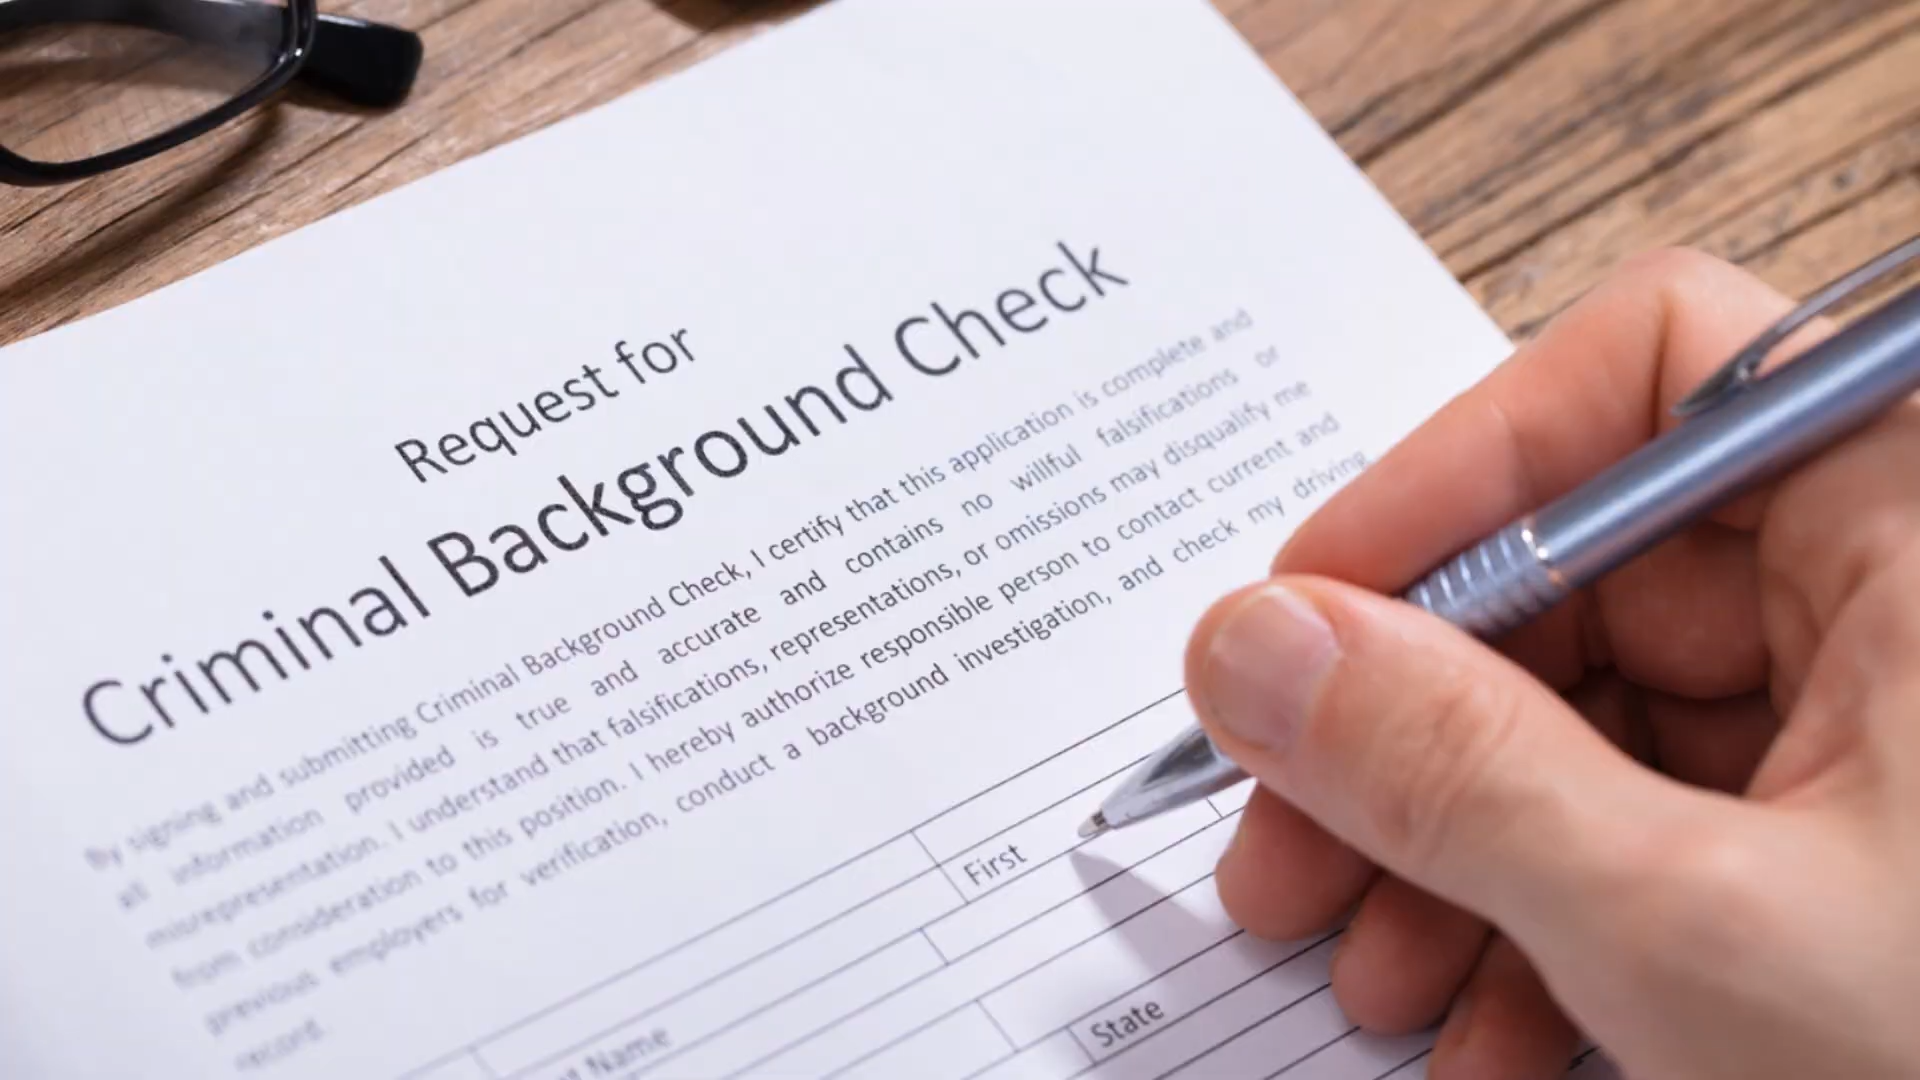 Request for
Criminal Background Check
By signing and submitting Criminal Background Check, I certify that this application is complete and
all information provided is true and accurate and contains no willful falsifications or
misrepresentation. I understand that falsifications, representations, or omissions may disqualify me
from consideration to this position. I hereby authorize responsible person to contact current and
previous employers for verification, conduct a background investigation, and check my driving
record.
First
Name
State